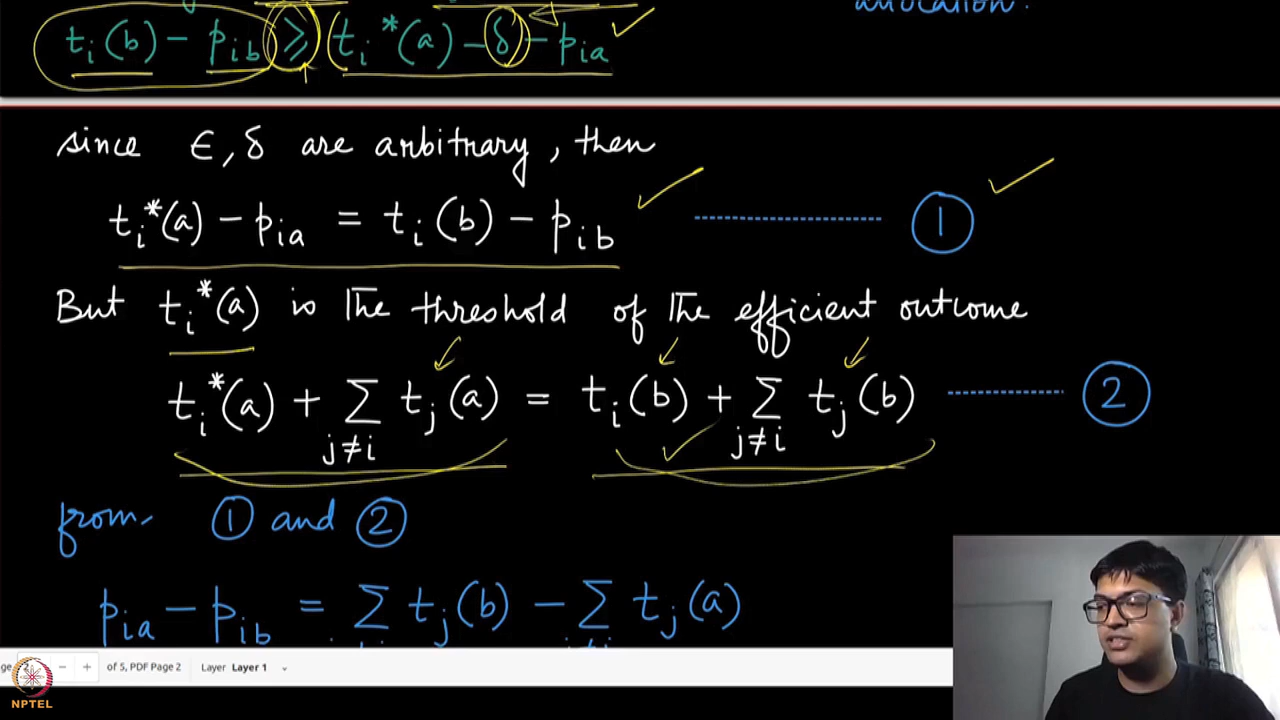 allocation.
tᵢ(b) − pᵢb ≥ (tᵢ*(a) − δ) − pᵢa
since ϵ, δ are arbitrary, then
tᵢ*(a) − pᵢa = tᵢ(b) − pᵢb ①
But tᵢ*(a) is the threshold of the efficient outcome
tᵢ*(a) + Σ_{j≠i} tⱼ(a) = tᵢ(b) + Σ_{j≠i} tⱼ(b) ②
from ① and ②
pᵢa − pᵢb = Σ tⱼ(b) − Σ tⱼ(a)
of 5, PDF Page 2 Layer Layer 1
NPTEL